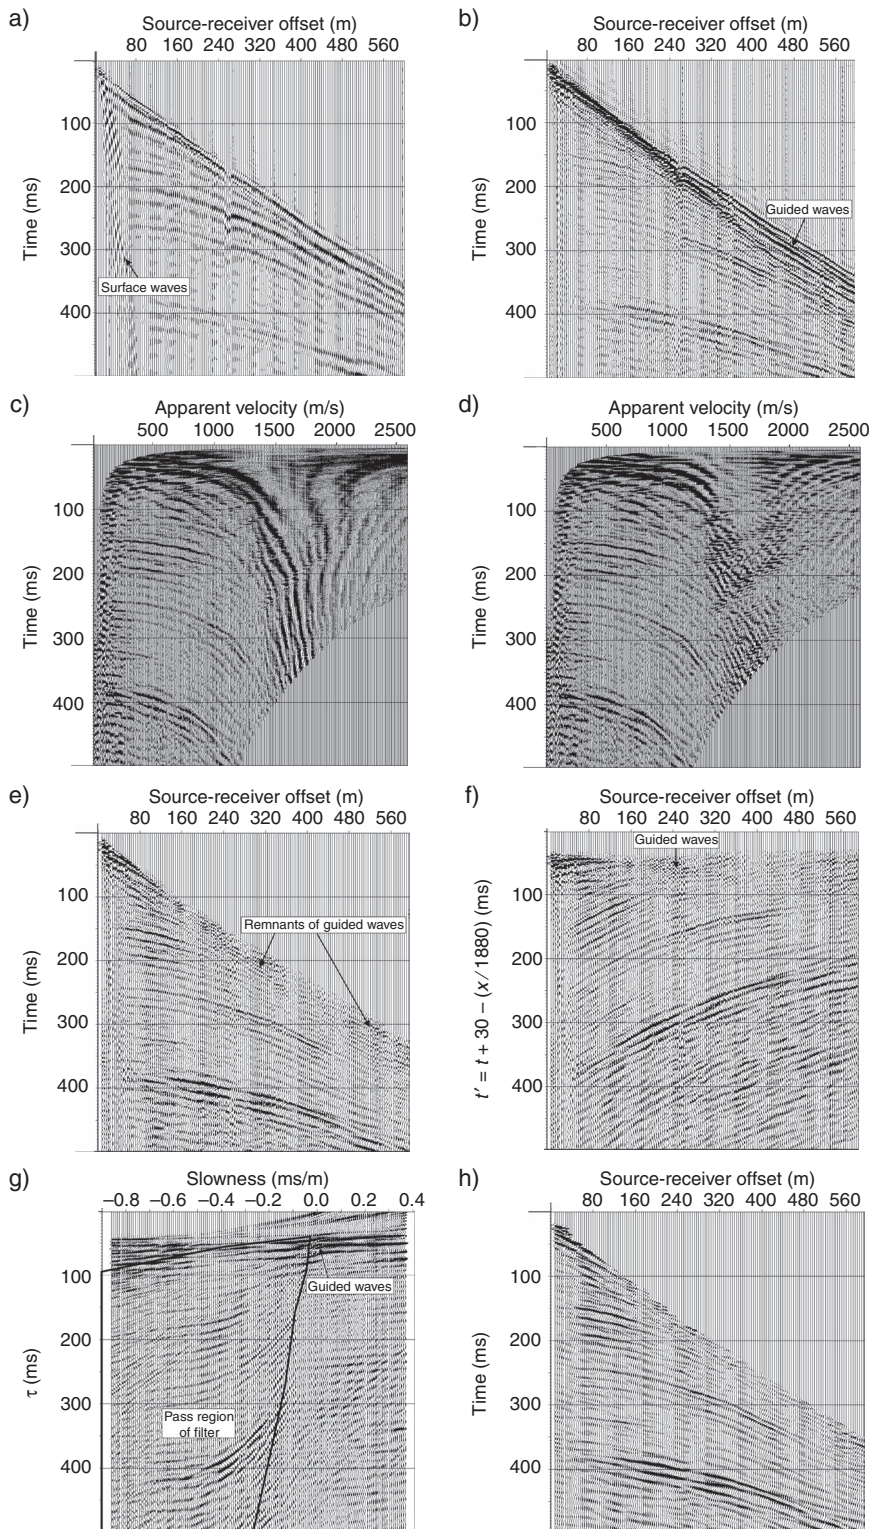 a)
Source-receiver offset (m)
80 160 240 320 400 480 560
100
200
300
400
Time (ms)
Surface waves
b)
Source-receiver offset (m)
80 160 240 320 400 480 560
100
200
300
400
Time (ms)
Guided waves
c)
Apparent velocity (m/s)
500 1000 1500 2000 2500
100
200
300
400
Time (ms)
d)
Apparent velocity (m/s)
500 1000 1500 2000 2500
100
200
300
400
Time (ms)
e)
Source-receiver offset (m)
80 160 240 320 400 480 560
100
200
300
400
Time (ms)
Remnants of guided waves
f)
Source-receiver offset (m)
80 160 240 320 400 480 560
100
200
300
400
t′ = t + 30 − (x / 1880) (ms)
Guided waves
g)
Slowness (ms/m)
−0.8 −0.6 −0.4 −0.2 0.0 0.2 0.4
100
200
300
400
τ (ms)
Guided waves
Pass region
of filter
h)
Source-receiver offset (m)
80 160 240 320 400 480 560
100
200
300
400
Time (ms)